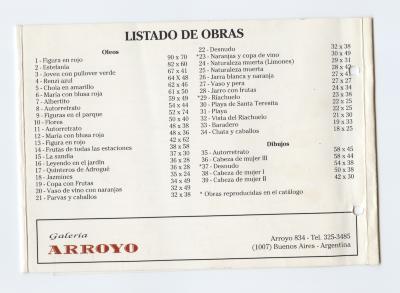 LISTADO DE OBRAS
Oleos
1 - Figura en rojo 90 x 70
2 - Estefanía 82 x 60
3 - Joven con pullover verde 67 x 41
4 - Renzi azul 26 X 48
5 - Chola en amarillo 62 x 46
6 - María con blusa roja 61 x 50
7 - Albertito 59 x 49
8 - Autorretrato 54 x 44
9 - Figuras en el parque 52 x 74
10 - Flores 50 x 40
11 - Autorretrato 48 x 38
12 - María con blusa roja 48 x 36
13 - Figura en rojo 42 x 62
14 - Frutas de todas las estaciones 38 x 58
15 - La sandía 37 x 30
16 - Leyendo en el jardín 36 x 28
17 - Quinteros de Adrogué 36 x 28
18 - Jazmines 35 x 25
19 - Copa con Frutas 34 x 49
20 - Vaso de vino con naranjas 32 x 49
21 - Parvas y caballos 32 x 38
22 - Desnudo 32 x 38
*23 - Naranjas y copa de vino 30 x 49
24 - Naturaleza muerta (Limones) 29 x 31
25 - Naturaleza muerta 28 x 42
26 - Jarra blanca y naranja 27 x 41
27 - Vaso y pera 27 x 27
28 - Jarro con frutas 24 x 34
*29 - Riachuelo 23 x 38
30 - Playa de Santa Teresita 22 x 25
31 - Playa 22 x 25
32 - Vista del Riachuelo 21 x 30
33 - Baradero 19 x 33
34 - Chata y caballos 18 x 25
Dibujos
35 - Autorretrato 58 x 45
36 - Cabeza de mujer III 58 x 44
*37 - Desnudo 54 x 38
38 - Cabeza de mujer I 50 x 38
39 - Cabeza de mujer II 42 x 30
* Obras reproducidas en el catálogo
Galería
ARROYO
Arroyo 834 - Tel. 325-3485
(1007) Buenos Aires - Argentina